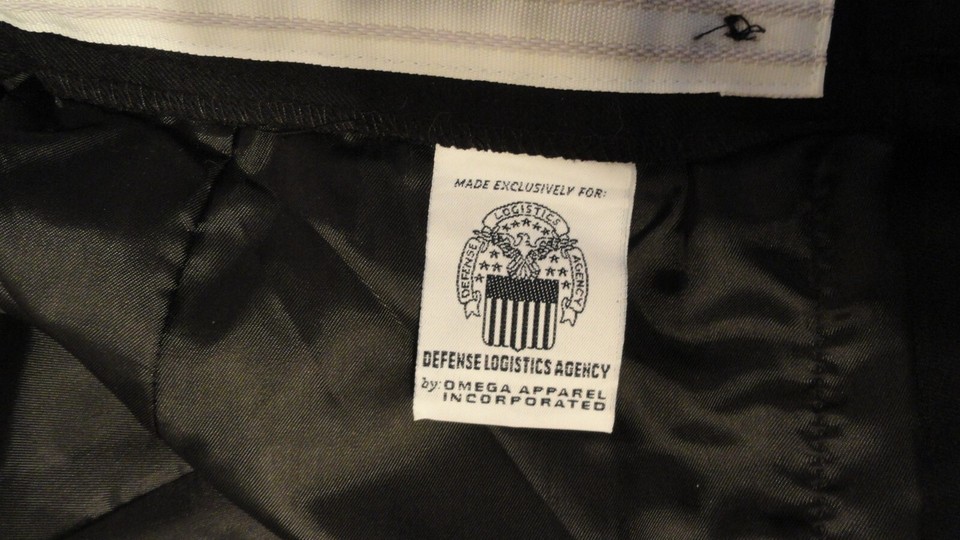 MADE EXCLUSIVELY FOR:
LOGISTICS
DEFENSE
AGENCY
DEFENSE LOGISTICS AGENCY
by: OMEGA APPAREL
INCORPORATED